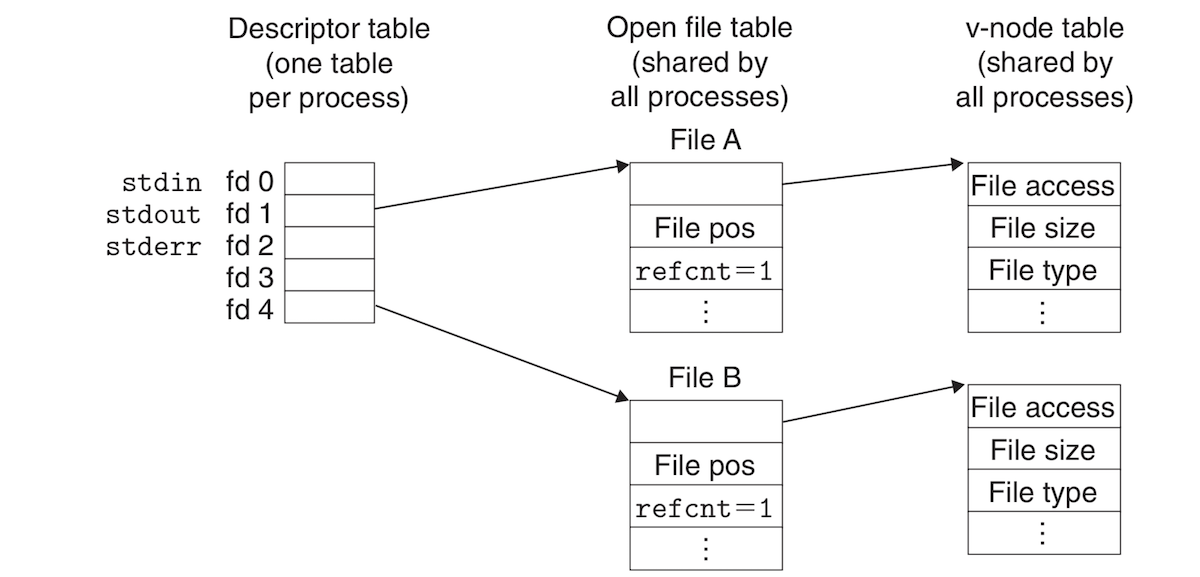 Descriptor table
(one table
per process)
Open file table
(shared by
all processes)
v-node table
(shared by
all processes)
stdin fd 0
stdout fd 1
stderr fd 2
fd 3
fd 4
File A
File pos
refcnt=1
⋮
File access
File size
File type
⋮
File B
File pos
refcnt=1
⋮
File access
File size
File type
⋮